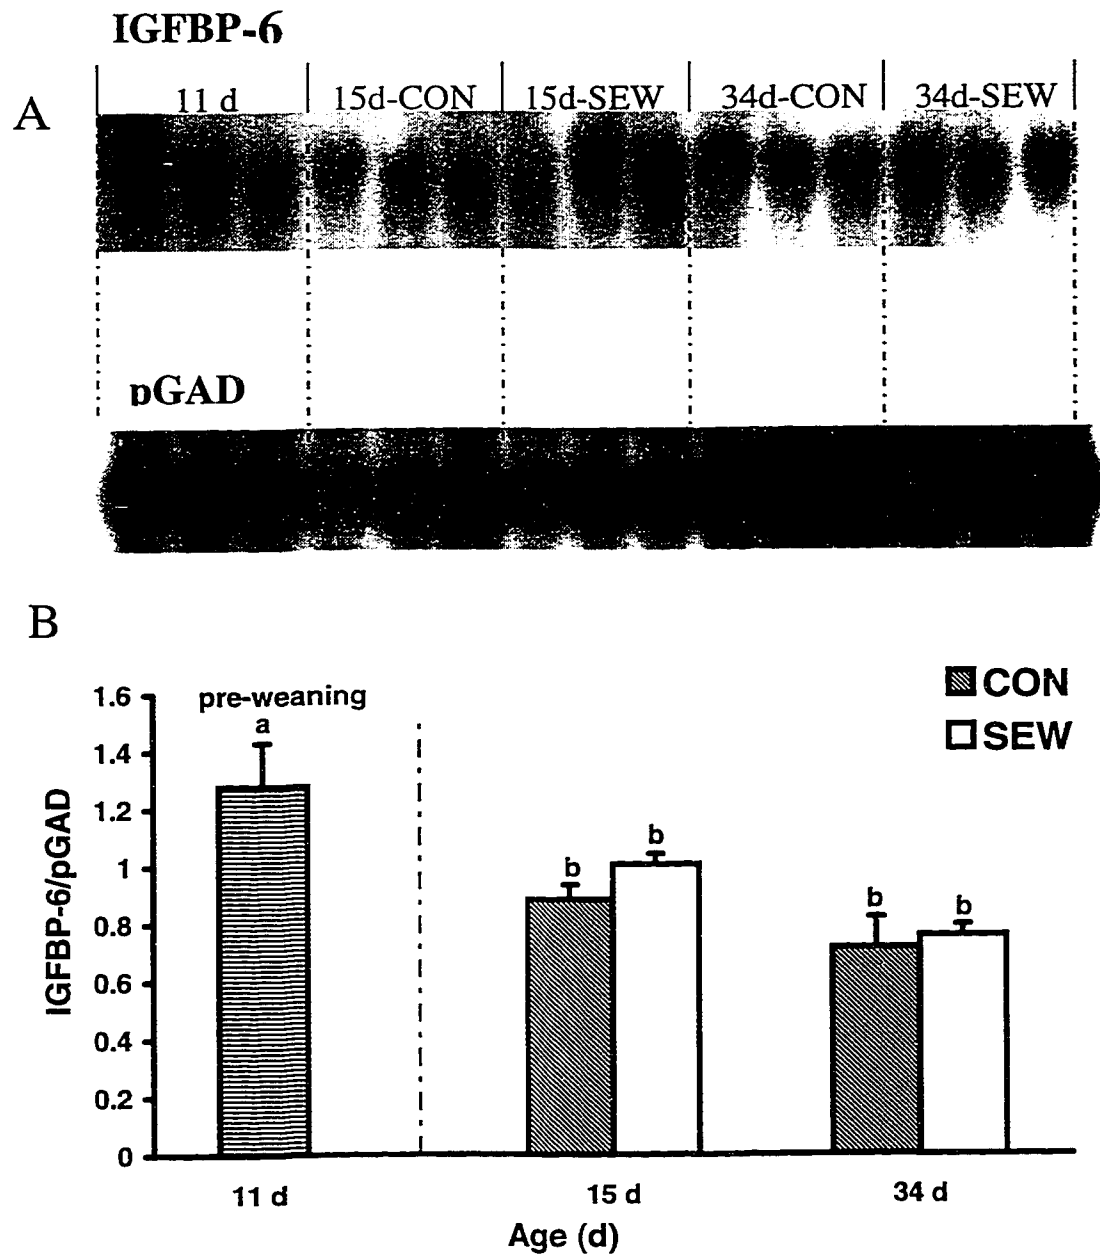 IGFBP-6
A
11 d 15d-CON 15d-SEW 34d-CON 34d-SEW
pGAD
B
CON
SEW
pre-weaning
a
b
b
b
b
1.6
1.4
1.2
1
0.8
0.6
0.4
0.2
0
IGFBP-6/pGAD
11 d 15 d 34 d
Age (d)